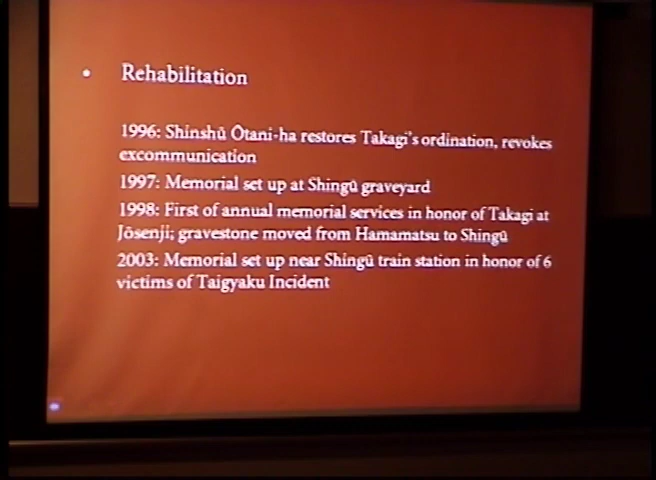 • Rehabilitation
1996: Shinshū Ōtani-ha restores Takagi's ordination, revokes
excommunication
1997: Memorial set up at Shingū graveyard
1998: First of annual memorial services in honor of Takagi at
Jōsenji; gravestone moved from Hamamatsu to Shingū
2003: Memorial set up near Shingū train station in honor of 6
victims of Taigyaku Incident